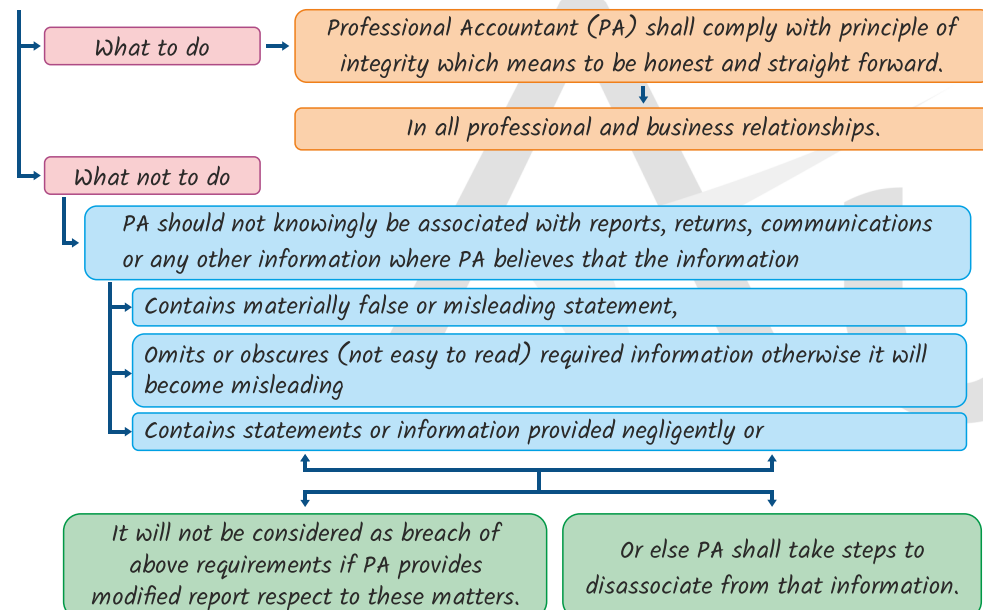 What to do
Professional Accountant (PA) shall comply with principle of
integrity which means to be honest and straight forward.
In all professional and business relationships.
What not to do
PA should not knowingly be associated with reports, returns, communications
or any other information where PA believes that the information
Contains materially false or misleading statement,
Omits or obscures (not easy to read) required information otherwise it will
become misleading
Contains statements or information provided negligently or
It will not be considered as breach of
above requirements if PA provides
modified report respect to these matters.
Or else PA shall take steps to
disassociate from that information.